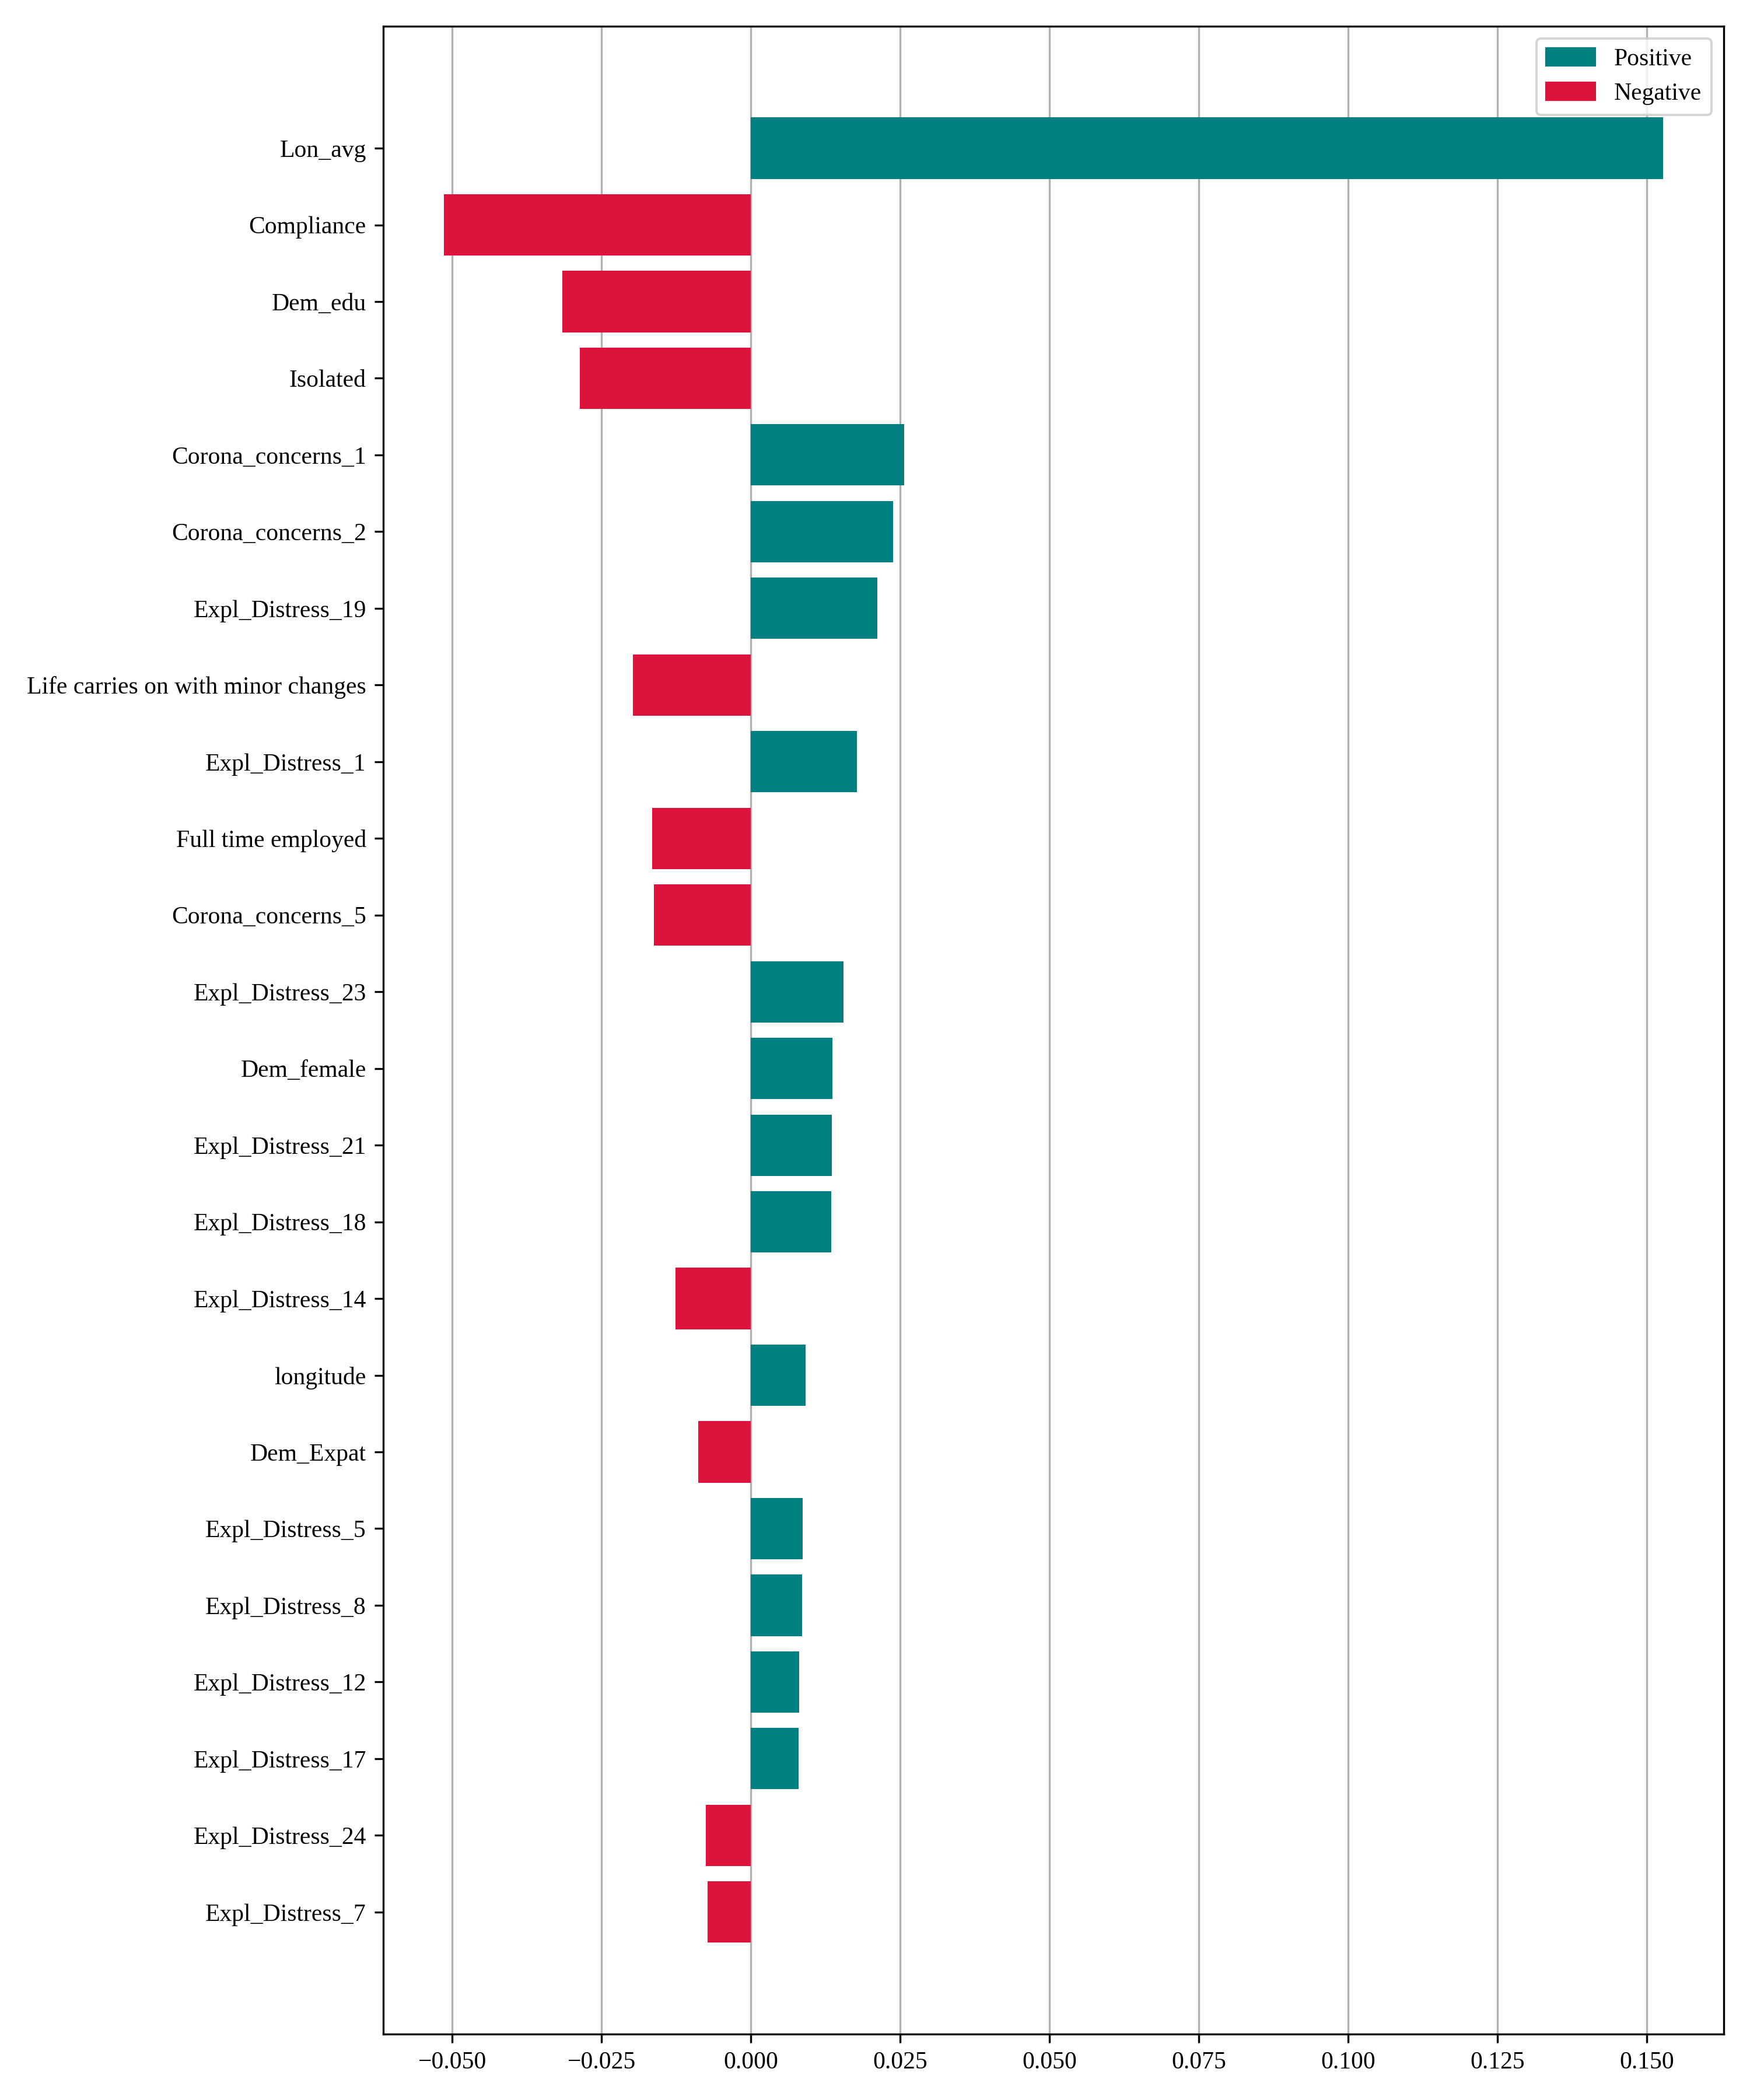 Positive
Negative
Lon_avg
Compliance
Dem_edu
Isolated
Corona_concerns_1
Corona_concerns_2
Expl_Distress_19
Life carries on with minor changes
Expl_Distress_1
Full time employed
Corona_concerns_5
Expl_Distress_23
Dem_female
Expl_Distress_21
Expl_Distress_18
Expl_Distress_14
longitude
Dem_Expat
Expl_Distress_5
Expl_Distress_8
Expl_Distress_12
Expl_Distress_17
Expl_Distress_24
Expl_Distress_7
−0.050 −0.025 0.000 0.025 0.050 0.075 0.100 0.125 0.150